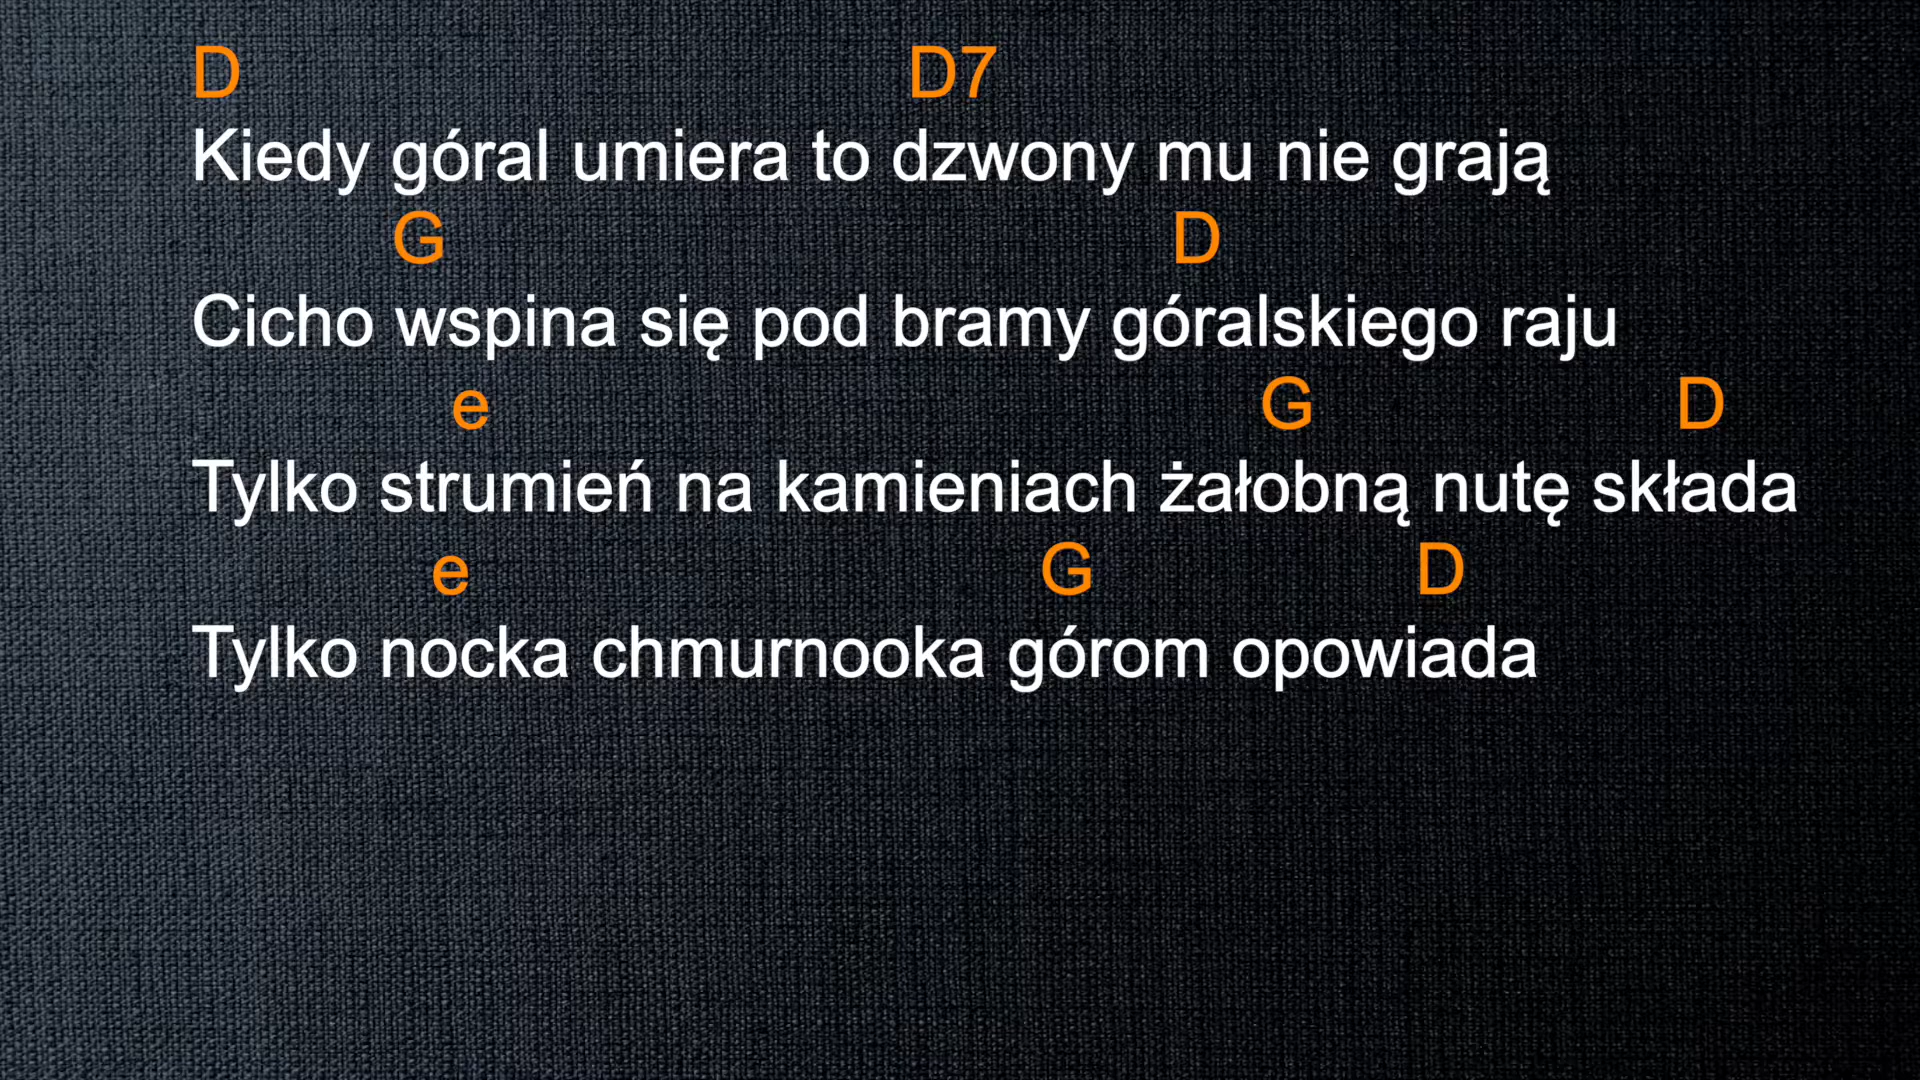 D D7
Kiedy góral umiera to dzwony mu nie grają
G D
Cicho wspina się pod bramy góralskiego raju
e G D
Tylko strumień na kamieniach żałobną nutę składa
e G D
Tylko nocka chmurnooka górom opowiada